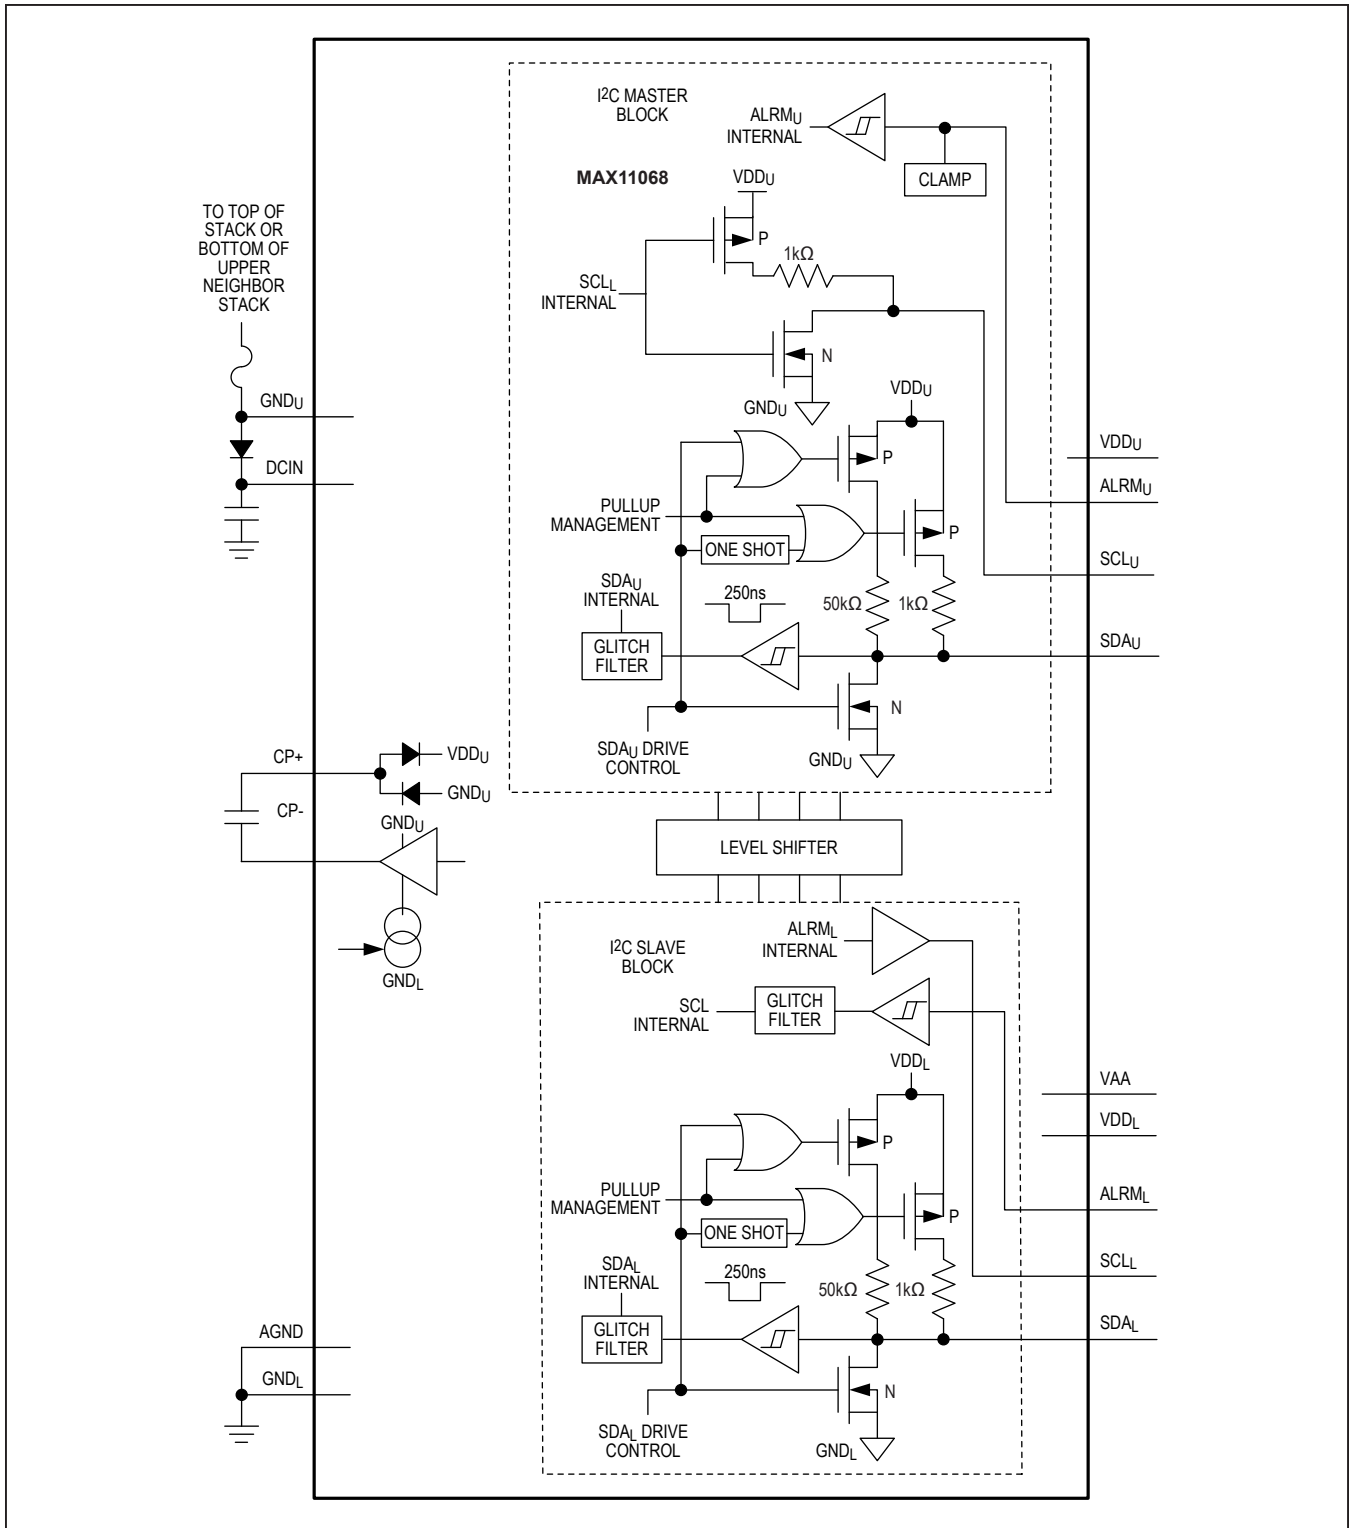 I2C MASTER
BLOCK
ALRMU
INTERNAL
CLAMP
MAX11068
VDDU
P
1kΩ
SCLL
INTERNAL
N
GNDU
TO TOP OF
STACK OR
BOTTOM OF
UPPER
NEIGHBOR
STACK
GNDU
DCIN
VDDU
P
PULLUP
MANAGEMENT
P
ONE SHOT
SDAU
INTERNAL
250ns
50kΩ
1kΩ
GLITCH
FILTER
N
SDAU DRIVE
CONTROL
GNDU
VDDU
ALRMU
SCLU
SDAU
CP+
VDDU
GNDU
CP-
GNDU
GNDL
LEVEL SHIFTER
I2C SLAVE
BLOCK
ALRML
INTERNAL
SCL
INTERNAL
GLITCH
FILTER
VDDL
P
PULLUP
MANAGEMENT
P
ONE SHOT
SDAL
INTERNAL
250ns
50kΩ
1kΩ
GLITCH
FILTER
N
SDAL DRIVE
CONTROL
GNDL
VAA
VDDL
ALRML
SCLL
SDAL
AGND
GNDL